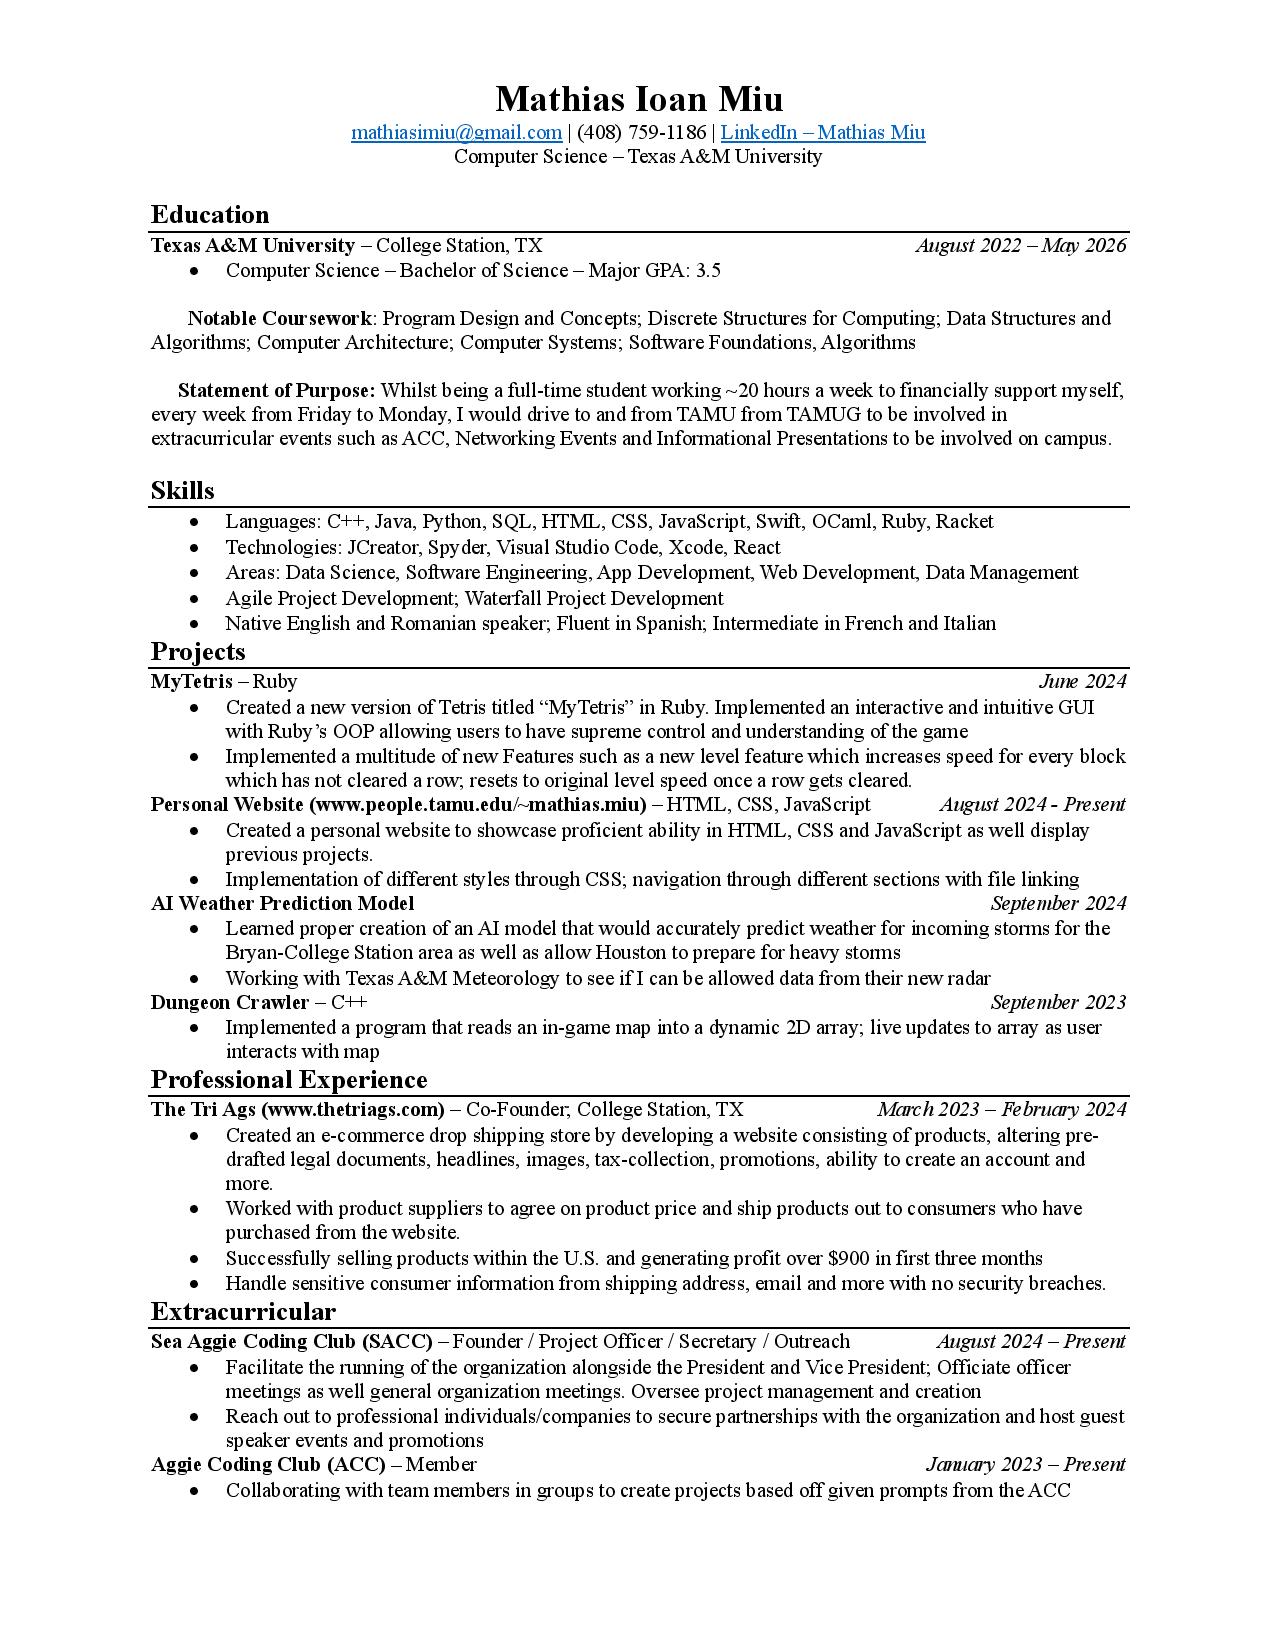 Mathias Ioan Miu
mathiasimiu@gmail.com | (408) 759-1186 | LinkedIn – Mathias Miu
Computer Science – Texas A&M University
Education
Texas A&M University – College Station, TX August 2022 – May 2026
• Computer Science – Bachelor of Science – Major GPA: 3.5
Notable Coursework: Program Design and Concepts; Discrete Structures for Computing; Data Structures and
Algorithms; Computer Architecture; Computer Systems; Software Foundations, Algorithms
Statement of Purpose: Whilst being a full-time student working ~20 hours a week to financially support myself,
every week from Friday to Monday, I would drive to and from TAMU from TAMUG to be involved in
extracurricular events such as ACC, Networking Events and Informational Presentations to be involved on campus.
Skills
• Languages: C++, Java, Python, SQL, HTML, CSS, JavaScript, Swift, OCaml, Ruby, Racket
• Technologies: JCreator, Spyder, Visual Studio Code, Xcode, React
• Areas: Data Science, Software Engineering, App Development, Web Development, Data Management
• Agile Project Development; Waterfall Project Development
• Native English and Romanian speaker; Fluent in Spanish; Intermediate in French and Italian
Projects
MyTetris – Ruby June 2024
• Created a new version of Tetris titled “MyTetris” in Ruby. Implemented an interactive and intuitive GUI
with Ruby’s OOP allowing users to have supreme control and understanding of the game
• Implemented a multitude of new Features such as a new level feature which increases speed for every block
which has not cleared a row; resets to original level speed once a row gets cleared.
Personal Website (www.people.tamu.edu/~mathias.miu) – HTML, CSS, JavaScript August 2024 - Present
• Created a personal website to showcase proficient ability in HTML, CSS and JavaScript as well display
previous projects.
• Implementation of different styles through CSS; navigation through different sections with file linking
AI Weather Prediction Model September 2024
• Learned proper creation of an AI model that would accurately predict weather for incoming storms for the
Bryan-College Station area as well as allow Houston to prepare for heavy storms
• Working with Texas A&M Meteorology to see if I can be allowed data from their new radar
Dungeon Crawler – C++ September 2023
• Implemented a program that reads an in-game map into a dynamic 2D array; live updates to array as user
interacts with map
Professional Experience
The Tri Ags (www.thetriags.com) – Co-Founder; College Station, TX March 2023 – February 2024
• Created an e-commerce drop shipping store by developing a website consisting of products, altering pre-
drafted legal documents, headlines, images, tax-collection, promotions, ability to create an account and
more.
• Worked with product suppliers to agree on product price and ship products out to consumers who have
purchased from the website.
• Successfully selling products within the U.S. and generating profit over $900 in first three months
• Handle sensitive consumer information from shipping address, email and more with no security breaches.
Extracurricular
Sea Aggie Coding Club (SACC) – Founder / Project Officer / Secretary / Outreach August 2024 – Present
• Facilitate the running of the organization alongside the President and Vice President; Officiate officer
meetings as well general organization meetings. Oversee project management and creation
• Reach out to professional individuals/companies to secure partnerships with the organization and host guest
speaker events and promotions
Aggie Coding Club (ACC) – Member January 2023 – Present
• Collaborating with team members in groups to create projects based off given prompts from the ACC